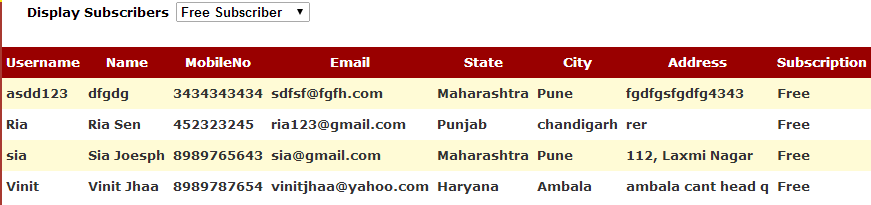 Display Subscribers Free Subscriber
Username Name MobileNo Email State City Address Subscription
asdd123 dfgdg 3434343434 sdfsf@fgfh.com Maharashtra Pune fgdfgsfgdfg4343 Free
Ria Ria Sen 452323245 ria123@gmail.com Punjab chandigarh rer Free
sia Sia Joesph 8989765643 sia@gmail.com Maharashtra Pune 112, Laxmi Nagar Free
Vinit Vinit Jhaa 8989787654 vinitjhaa@yahoo.com Haryana Ambala ambala cant head q Free